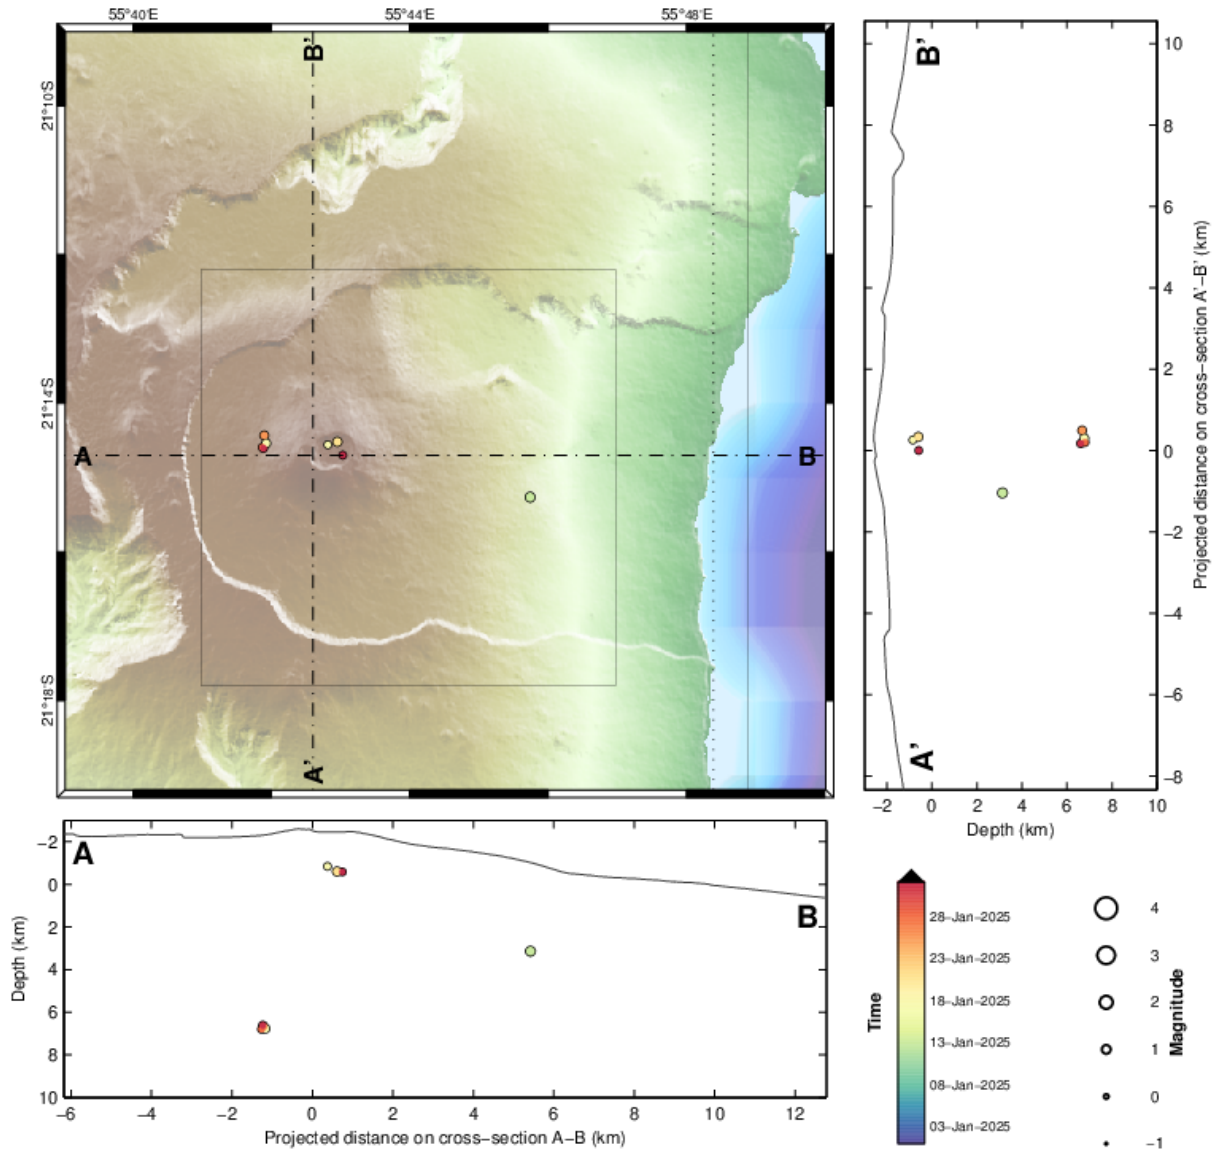 55°40'E
55°44'E
55°48'E
21°10'S
21°14'S
21°18'S
B'
A
B
A'
B'
A'
10
8
6
4
2
0
−2
−4
−6
−8
Projected distance on cross−section A'−B' (km)
−2 0 2 4 6 8 10
Depth (km)
A
B
−2
0
2
4
6
8
10
Depth (km)
−6 −4 −2 0 2 4 6 8 10 12
Projected distance on cross−section A−B (km)
Time
28−Jan−2025
23−Jan−2025
18−Jan−2025
13−Jan−2025
08−Jan−2025
03−Jan−2025
4
3
2
1
0
−1
Magnitude